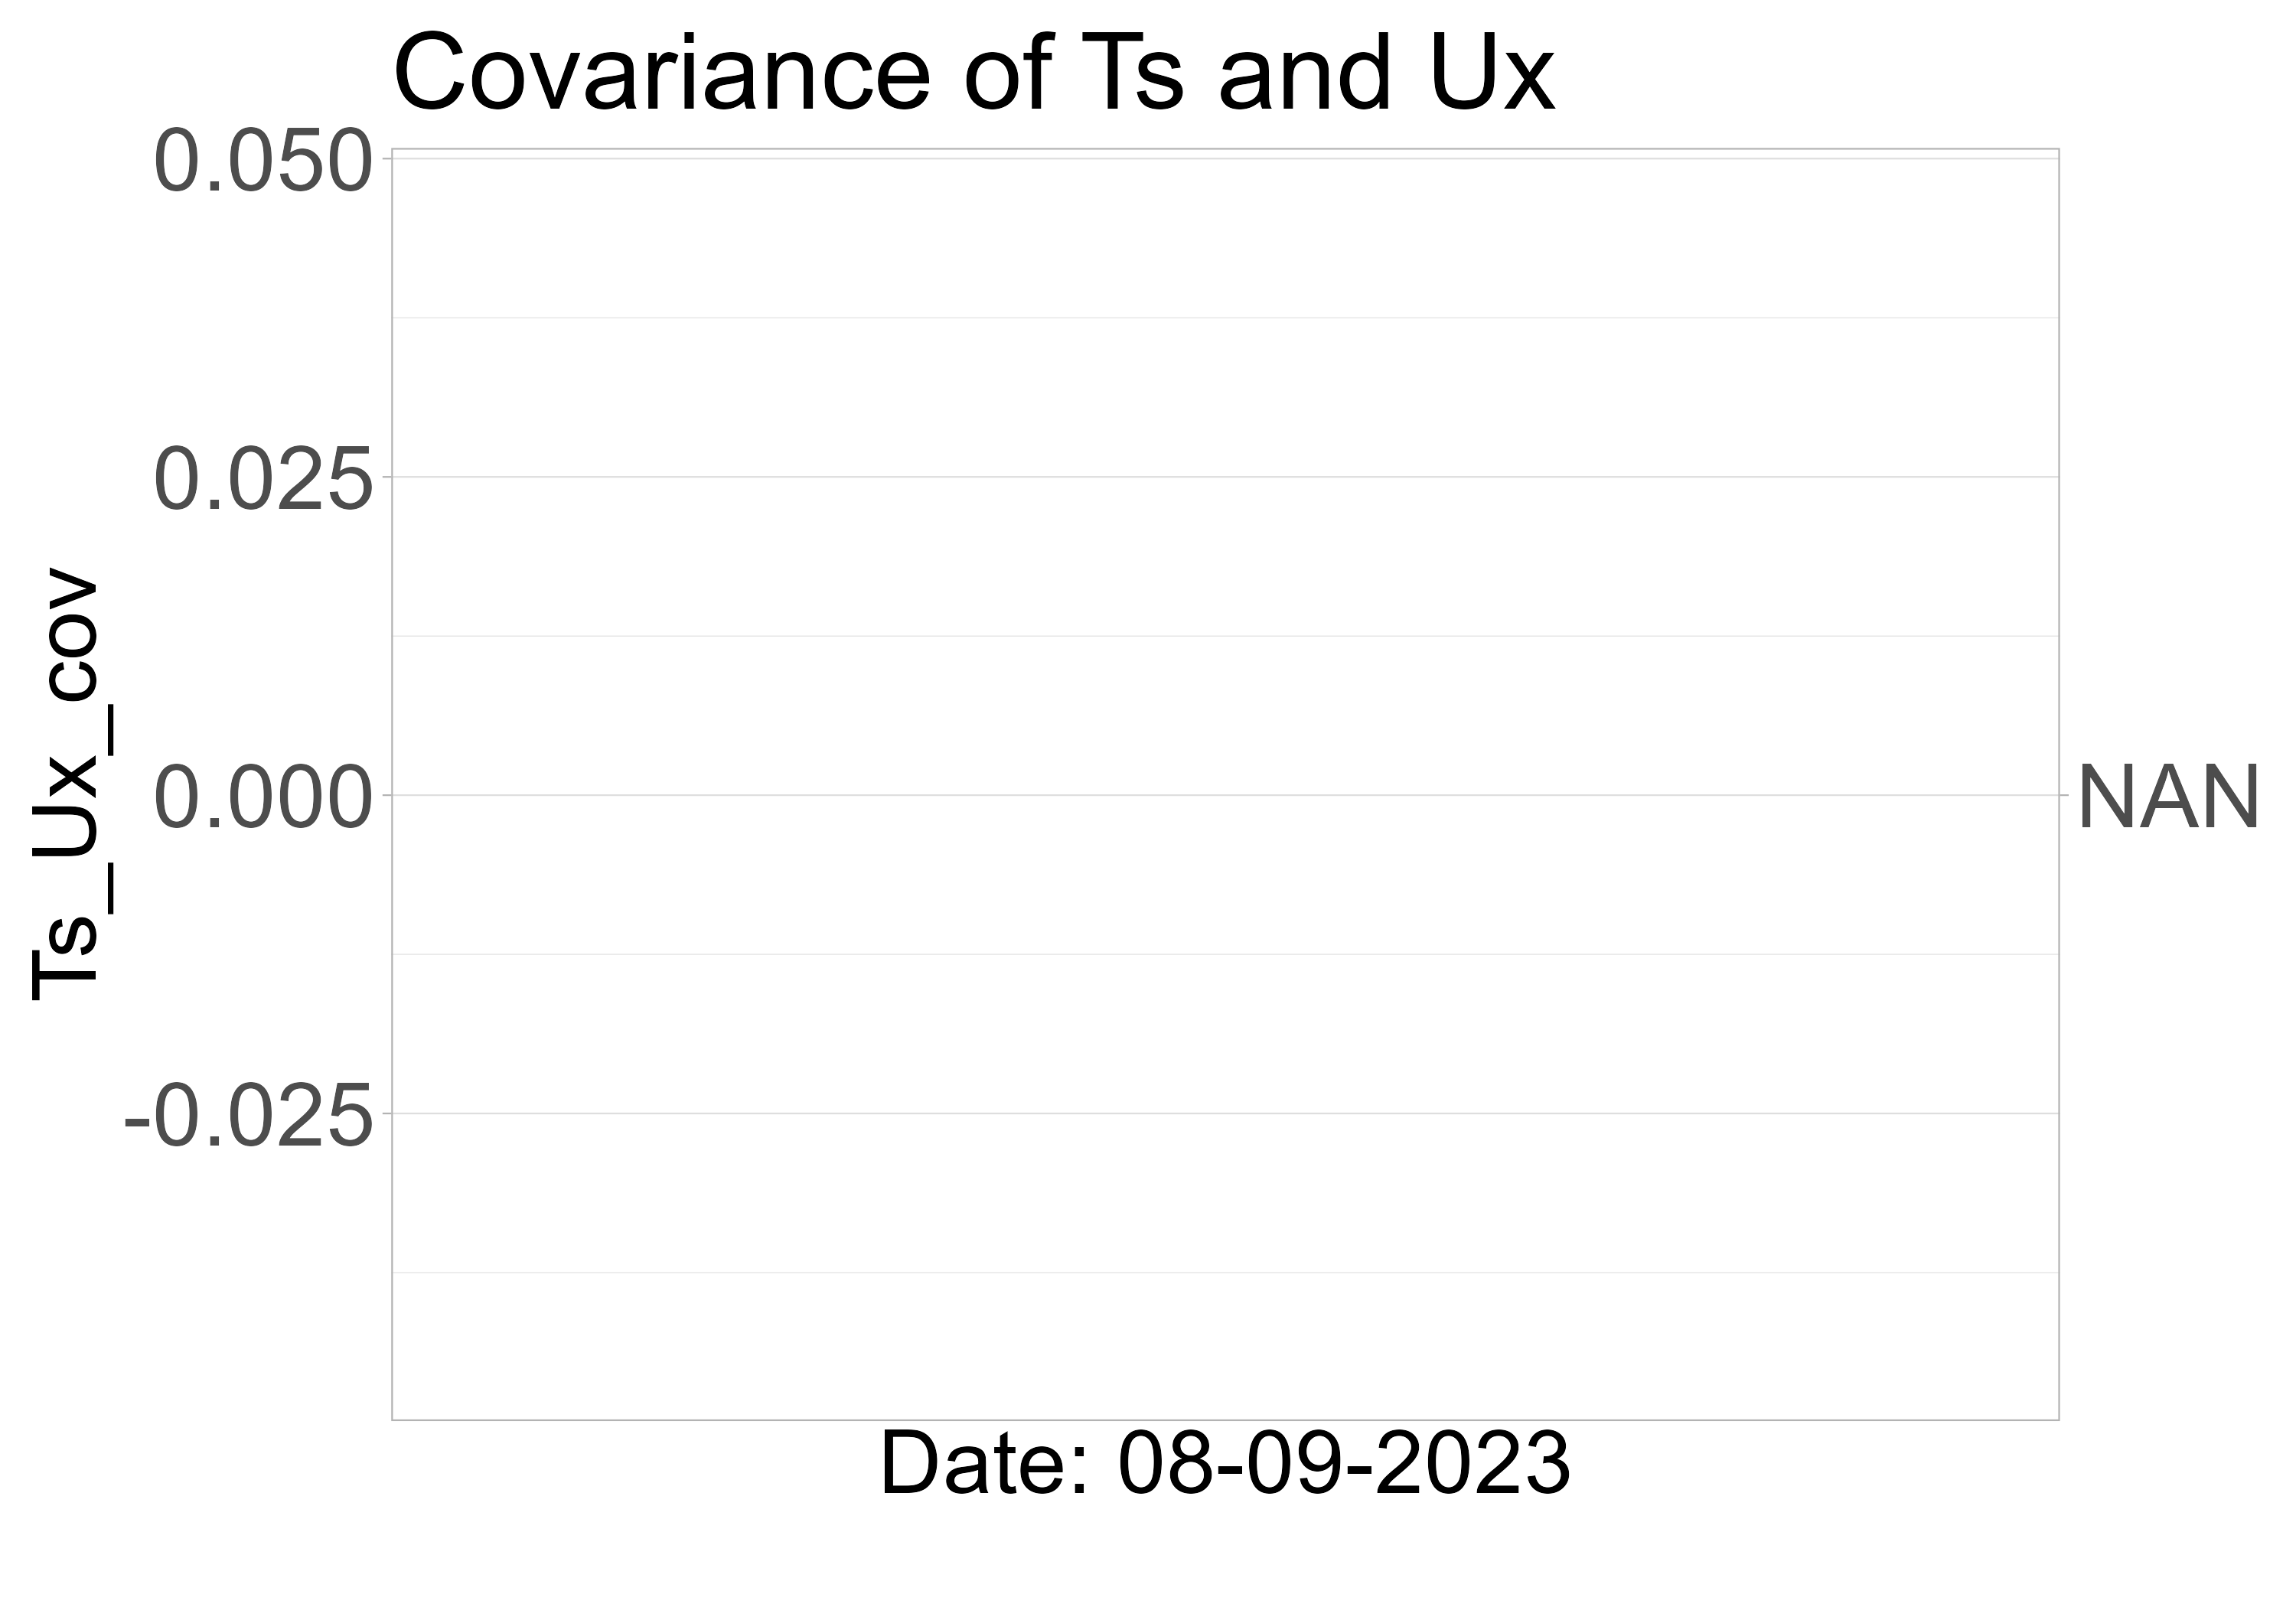 Covariance of Ts and Ux
0.050
0.025
0.000
-0.025
Ts_Ux_cov
NAN
Date: 08-09-2023